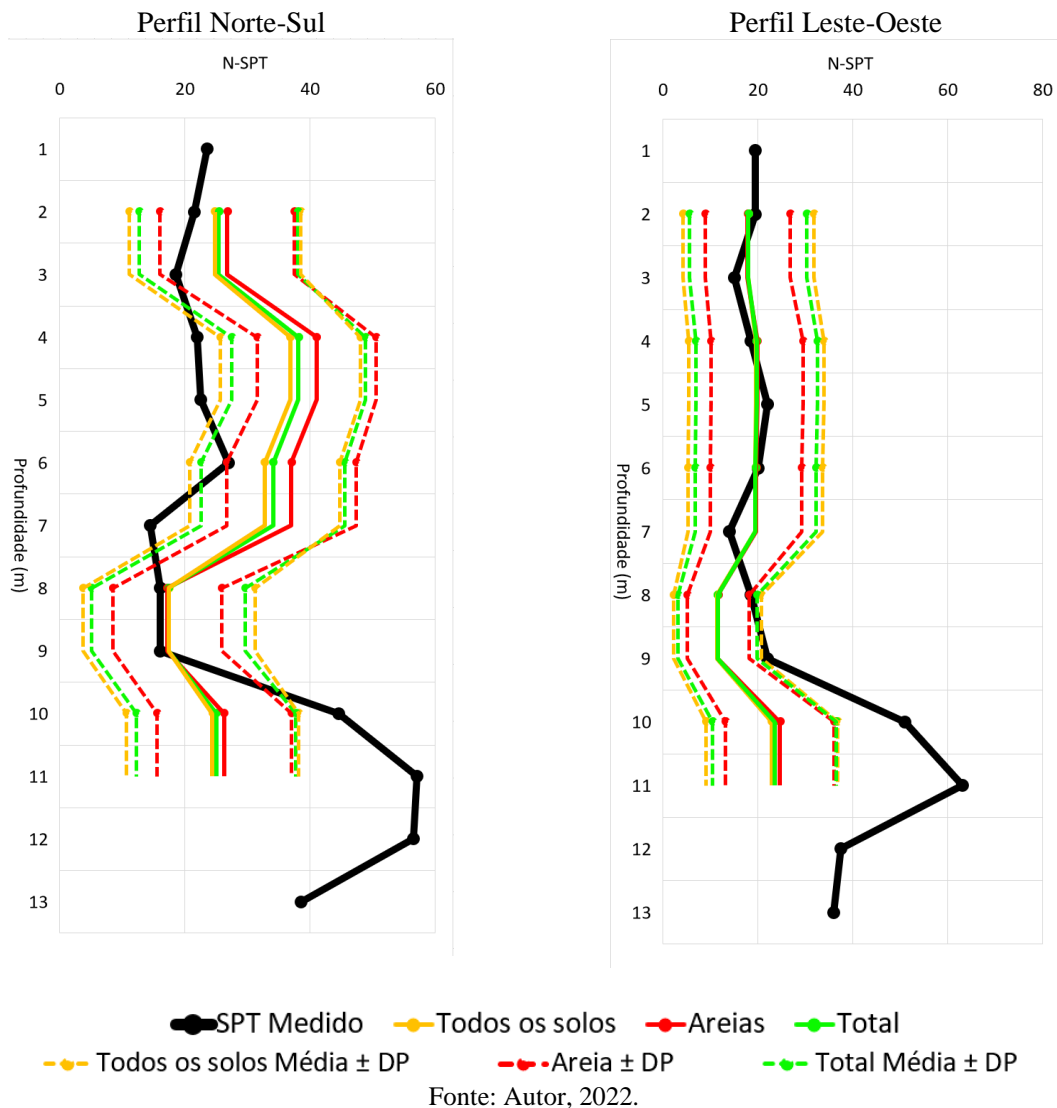 Perfil Norte-Sul
N-SPT
0 20 40 60
1
2
3
4
5
6
7
8
9
10
11
12
13
Profundidade (m)
Perfil Leste-Oeste
N-SPT
0 20 40 60 80
1
2
3
4
5
6
7
8
9
10
11
12
13
Profundidade (m)
SPT Medido Todos os solos Areias Total
Todos os solos Média ± DP Areia ± DP Total Média ± DP
Fonte: Autor, 2022.